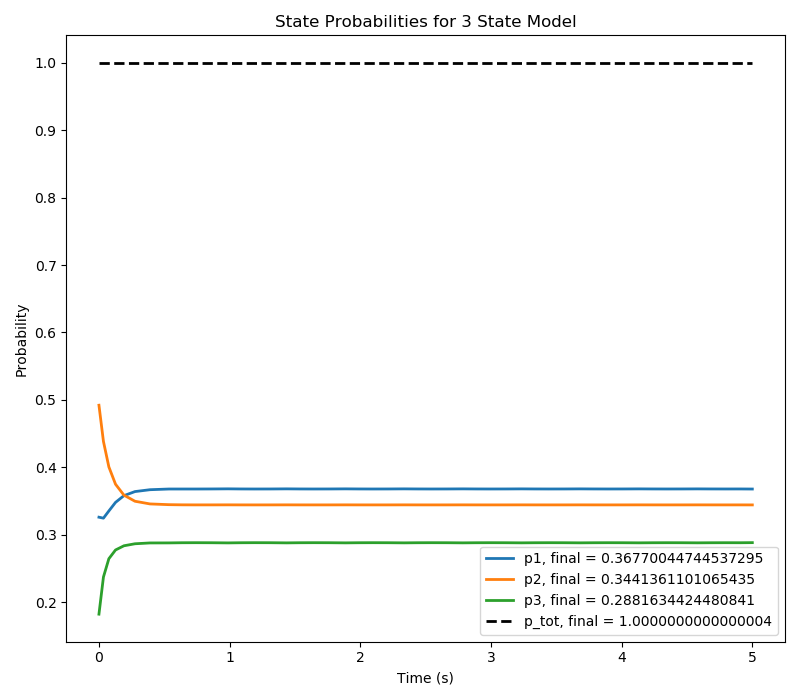 State Probabilities for 3 State Model
1.0
0.9
0.8
0.7
0.6
0.5
0.4
0.3
0.2
Probability
p1, final = 0.36770044744537295
p2, final = 0.3441361101065435
p3, final = 0.2881634424480841
p_tot, final = 1.0000000000000004
0 1 2 3 4 5
Time (s)